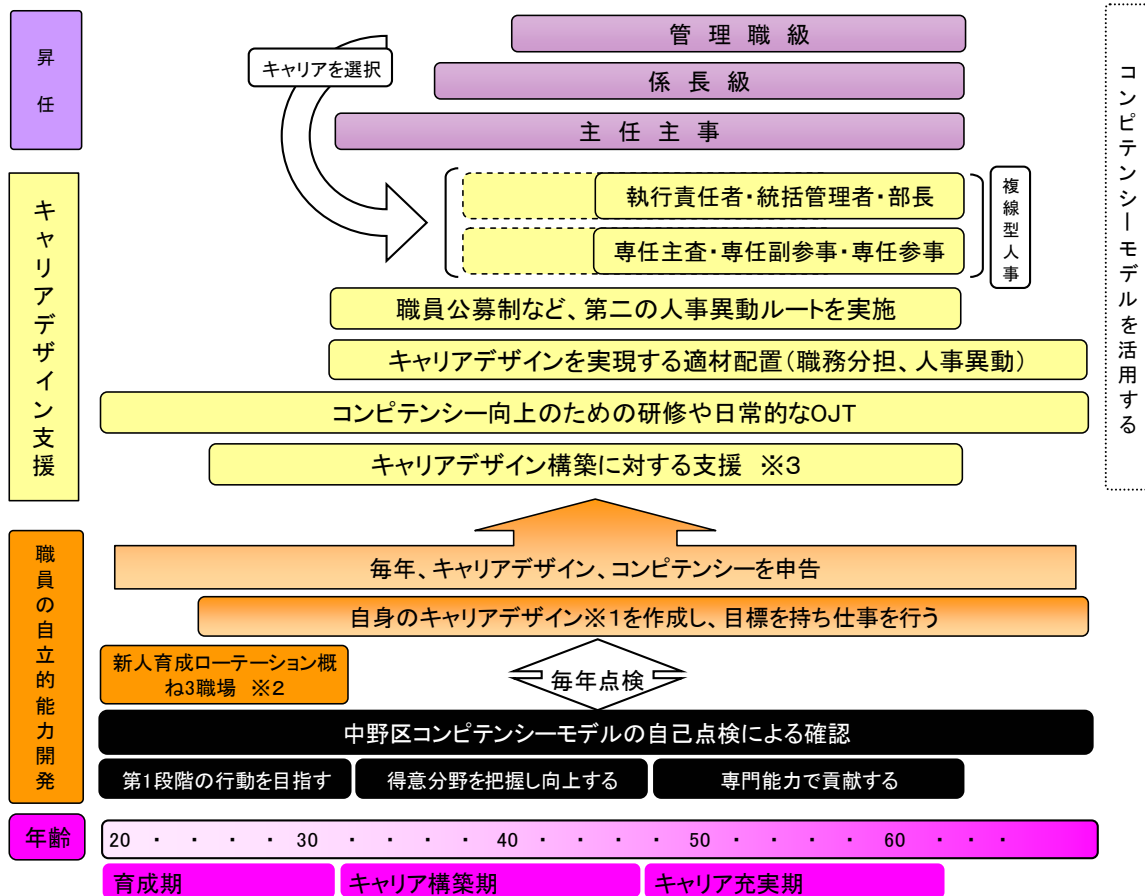 昇任
管理職級
キャリアを選択
係長級
主任主事
コンピテンシーモデルを活用する
キャリアデザイン支援
執行責任者・統括管理者・部長
専任主査・専任副参事・専任参事
複線型人事
職員公募制など、第二の人事異動ルートを実施
キャリアデザインを実現する適材配置（職務分担、人事異動）
コンピテンシー向上のための研修や日常的なOJT
キャリアデザイン構築に対する支援 ※3
職員の自立的能力開発
毎年、キャリアデザイン、コンピテンシーを申告
自身のキャリアデザイン※1を作成し、目標を持ち仕事を行う
新人育成ローテーション概
ね3職場 ※2
毎年点検
中野区コンピテンシーモデルの自己点検による確認
第1段階の行動を目指す
得意分野を把握し向上する
専門能力で貢献する
年齢
20 ・ ・ ・ ・ 30 ・ ・ ・ ・ 40 ・ ・ ・ ・ 50 ・ ・ ・ ・ 60 ・ ・ ・
育成期
キャリア構築期
キャリア充実期